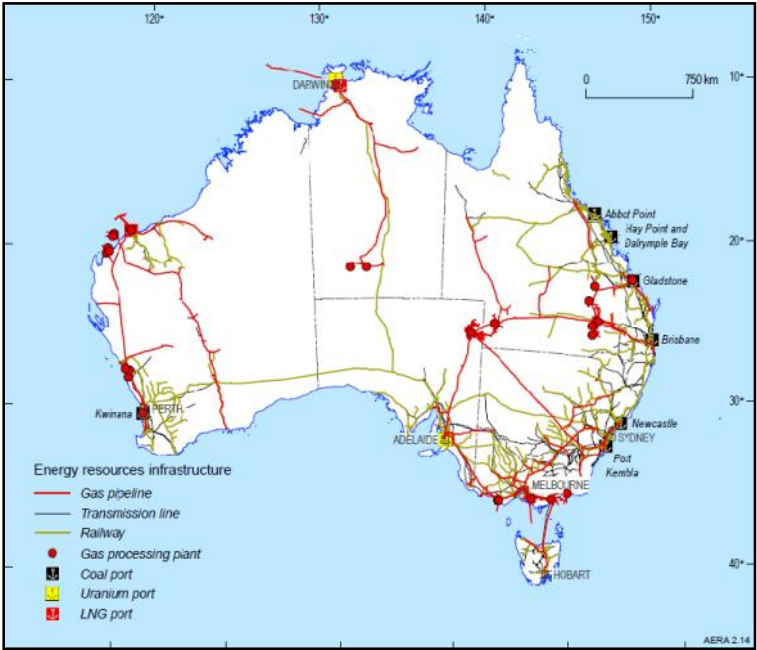 120°
130°
140°
150°
0
750 km
10°
DARWIN
Abbot Point
Hay Point and
Dalrymple Bay
20°
Gladstone
Brisbane
30°
Newcastle
SYDNEY
Port
Kembla
Kwinana
PERTH
ADELAIDE
MELBOURNE
40°
HOBART
Energy resources infrastructure
Gas pipeline
Transmission line
Railway
Gas processing plant
Coal port
Uranium port
LNG port
AERA 2.14